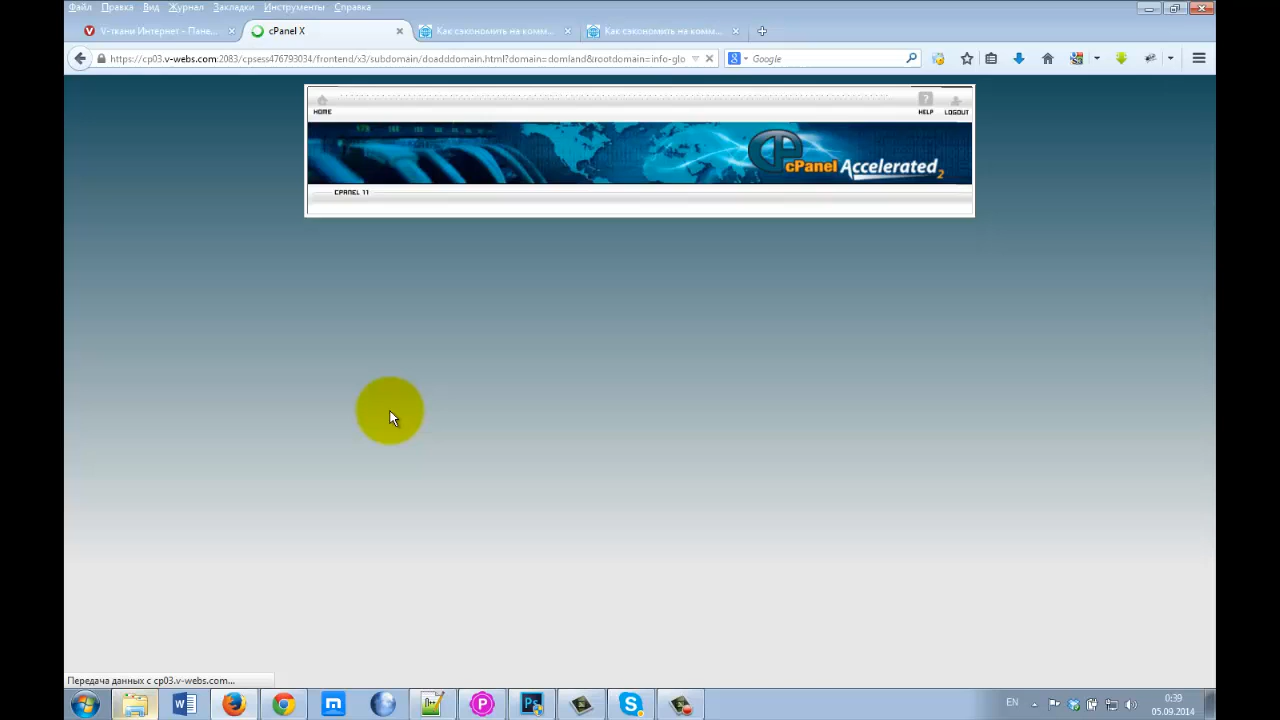 Файл Правка Вид Журнал Закладки Инструменты Справка
V-ткани Интернет - Пане...
cPanel X
Как сэкономить на комм...
Как сэкономить на комм...
https://cp03.v-webs.com:2083/cpsess476793034/frontend/x3/subdomain/doadddomain.html?domain=domland&rootdomain=info-glo
Google
HOME
HELP
LOGOUT
cPanel Accelerated 2
CPANEL 11
Передача данных с cp03.v-webs.com...
EN
0:39
05.09.2014